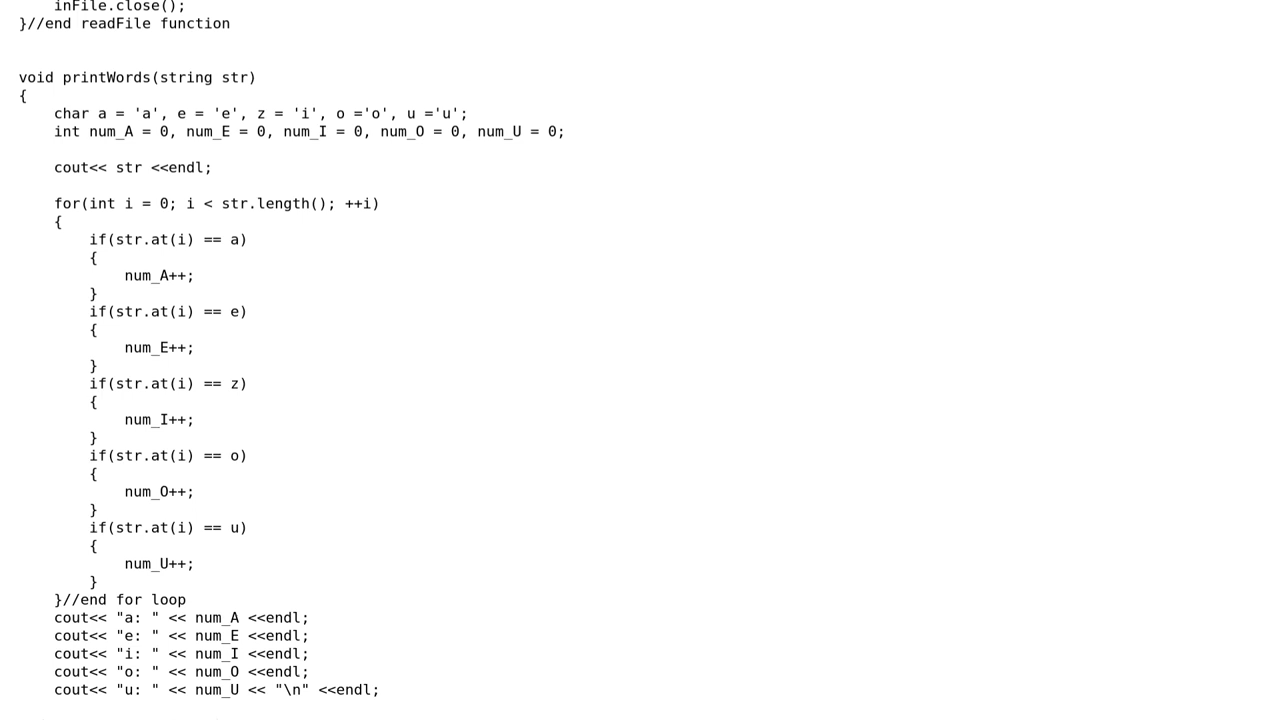 inFile.close();
}//end readFile function


void printWords(string str)
{
    char a = 'a', e = 'e', z = 'i', o ='o', u ='u';
    int num_A = 0, num_E = 0, num_I = 0, num_O = 0, num_U = 0;

    cout<< str <<endl;

    for(int i = 0; i < str.length(); ++i)
    {
        if(str.at(i) == a)
        {
            num_A++;
        }
        if(str.at(i) == e)
        {
            num_E++;
        }
        if(str.at(i) == z)
        {
            num_I++;
        }
        if(str.at(i) == o)
        {
            num_O++;
        }
        if(str.at(i) == u)
        {
            num_U++;
        }
    }//end for loop
    cout<< "a: " << num_A <<endl;
    cout<< "e: " << num_E <<endl;
    cout<< "i: " << num_I <<endl;
    cout<< "o: " << num_O <<endl;
    cout<< "u: " << num_U << "\n" <<endl;